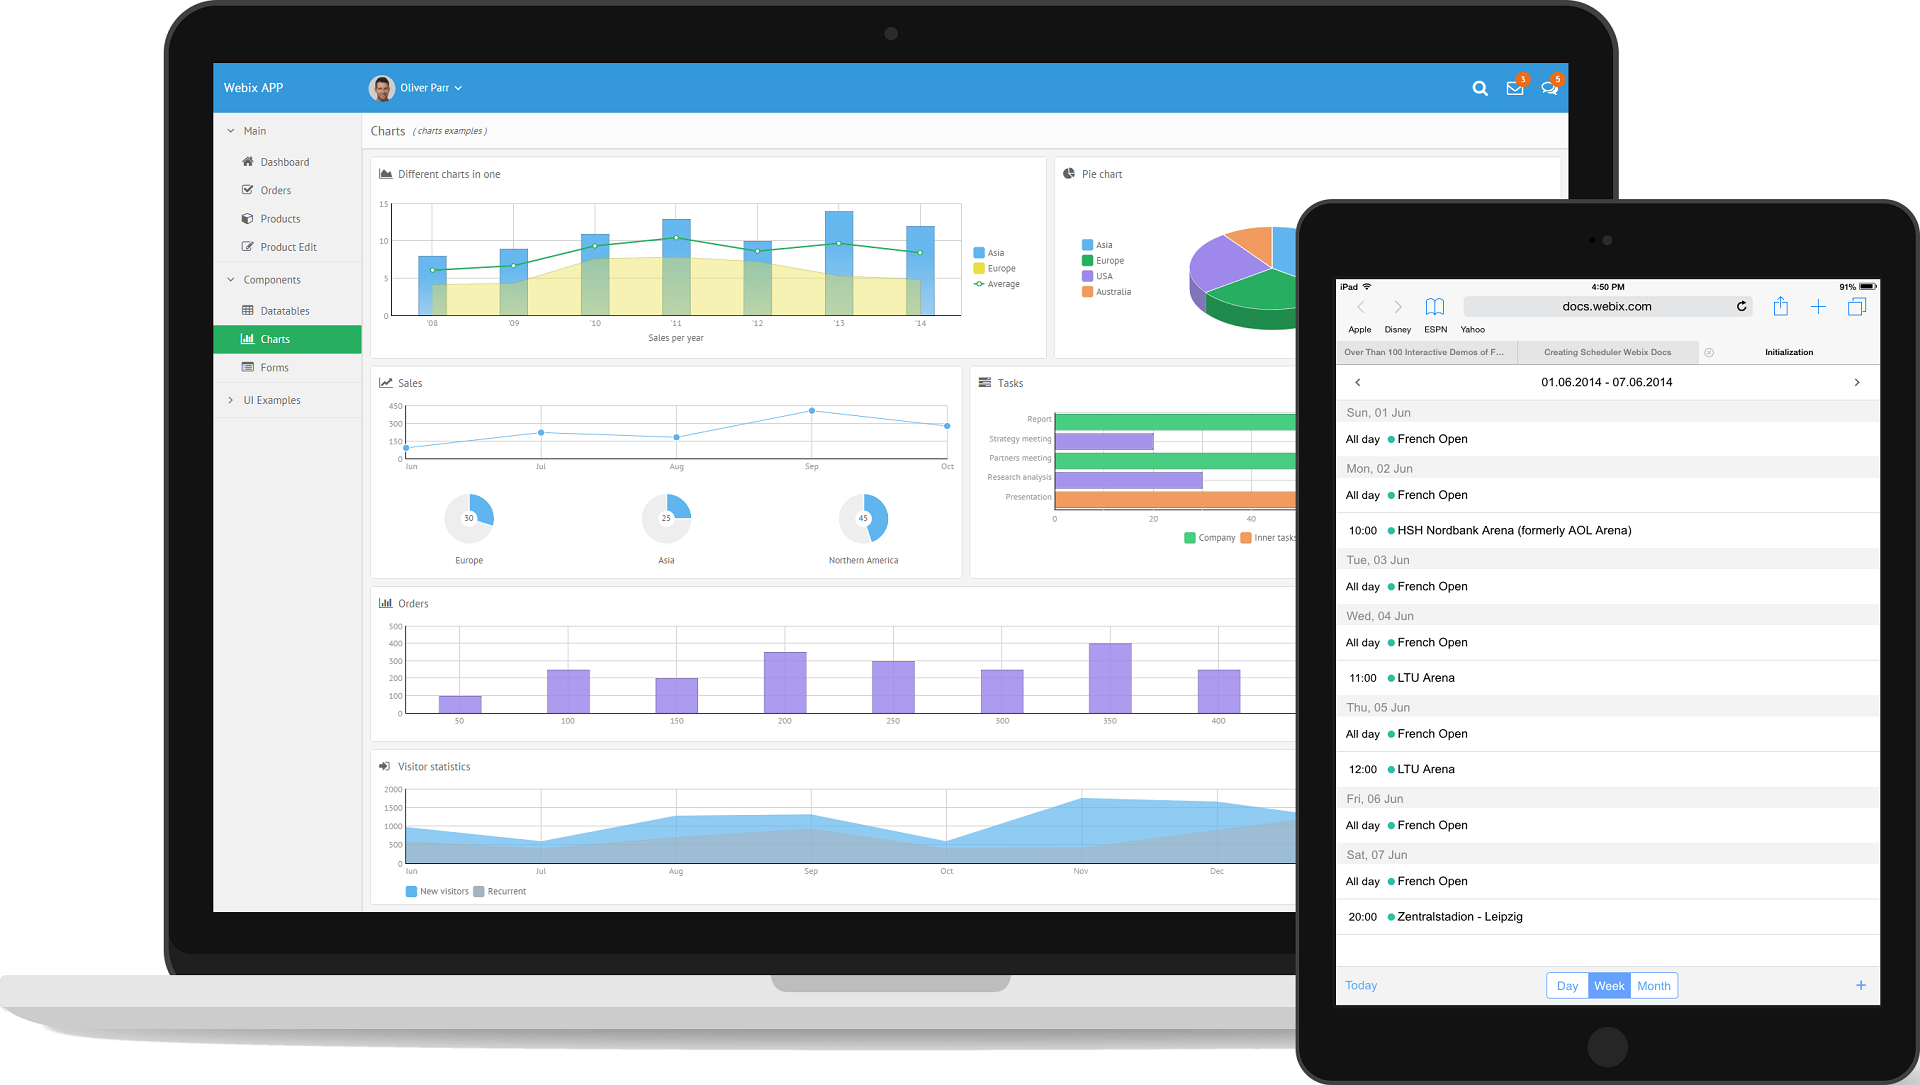 Webix APP
Oliver Parr
3
5
Main
Dashboard
Orders
Products
Product Edit
Components
Datatables
Charts
Forms
UI Examples
Charts ( charts examples )
Different charts in one
15
10
5
0
'08 '09 '10 '11 '12 '13 '14
Sales per year
Asia
Europe
Average
Pie chart
Asia
Europe
USA
Australia
Sales
450
300
150
0
Jun Jul Aug Sep Oct
30 25 45
Europe Asia Northern America
Tasks
Report
Strategy meeting
Partners meeting
Research analysis
Presentation
0 20 40
Company Inner tasks
Orders
500
400
300
200
100
0
50 100 150 200 250 300 350 400
Visitor statistics
2000
1500
1000
500
0
Jun Jul Aug Sep Oct Nov Dec
New visitors Recurrent
iPad 4:50 PM 91%
docs.webix.com
Apple Disney ESPN Yahoo
Over Than 100 Interactive Demos of F... Creating Scheduler Webix Docs Initialization
01.06.2014 - 07.06.2014
Sun, 01 Jun
All day French Open
Mon, 02 Jun
All day French Open
10:00 HSH Nordbank Arena (formerly AOL Arena)
Tue, 03 Jun
All day French Open
Wed, 04 Jun
All day French Open
11:00 LTU Arena
Thu, 05 Jun
All day French Open
12:00 LTU Arena
Fri, 06 Jun
All day French Open
Sat, 07 Jun
All day French Open
20:00 Zentralstadion - Leipzig
Today Day Week Month +